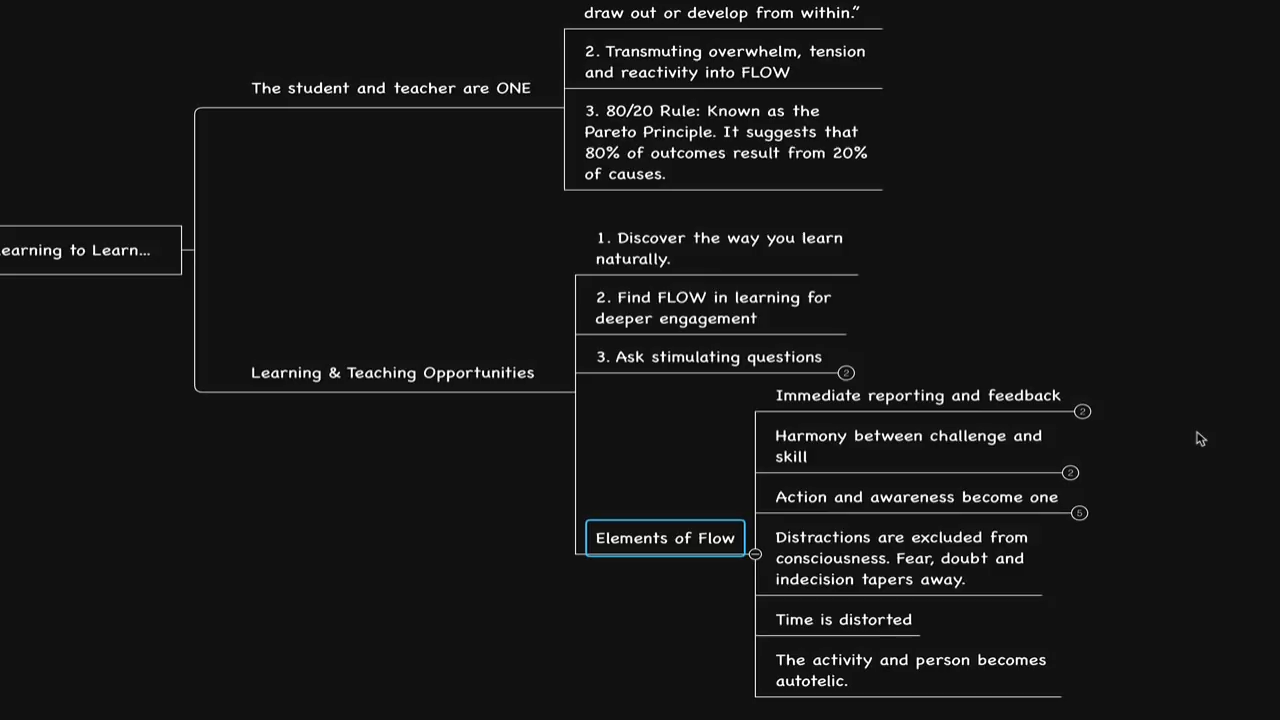 draw out or develop from within.”
2. Transmuting overwhelm, tension
and reactivity into FLOW
The student and teacher are ONE
3. 80/20 Rule: Known as the
Pareto Principle. It suggests that
80% of outcomes result from 20%
of causes.
earning to Learn...
1. Discover the way you learn
naturally.
2. Find FLOW in learning for
deeper engagement
3. Ask stimulating questions
2
Learning & Teaching Opportunities
Immediate reporting and feedback
2
Harmony between challenge and
skill
2
Action and awareness become one
5
Elements of Flow
Distractions are excluded from
consciousness. Fear, doubt and
indecision tapers away.
Time is distorted
The activity and person becomes
autotelic.